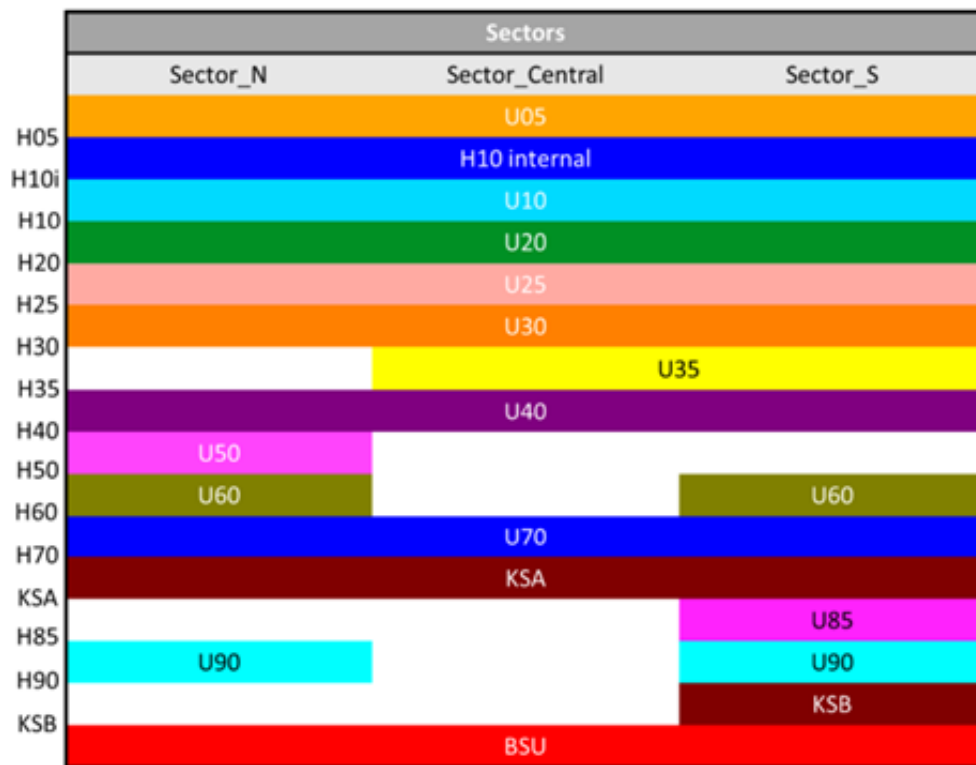 Sectors
Sector_N Sector_Central Sector_S
U05
H05
H10 internal
H10i
U10
H10
U20
H20
U25
H25
U30
H30
U35
H35
U40
H40
U50
H50
U60 U60
H60
U70
H70
KSA
KSA
U85
H85
U90 U90
H90
KSB
KSB
BSU